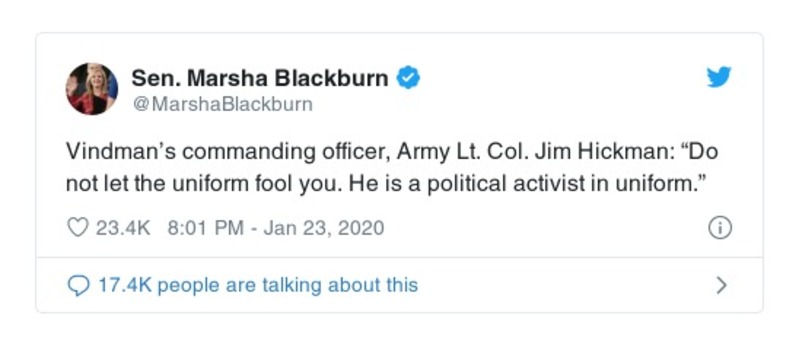 Sen. Marsha Blackburn
@MarshaBlackburn
Vindman’s commanding officer, Army Lt. Col. Jim Hickman: “Do
not let the uniform fool you. He is a political activist in uniform.”
23.4K 8:01 PM - Jan 23, 2020
17.4K people are talking about this